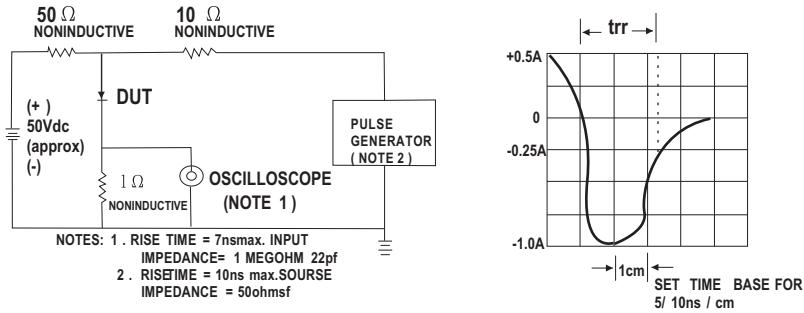 50 Ω
NONINDUCTIVE
10 Ω
NONINDUCTIVE
DUT
(+ )
50Vdc
(approx)
(-)
PULSE
GENERATOR
( NOTE 2 )
1 Ω
NONINDUCTIVE
OSCILLOSCOPE
(NOTE 1 )
NOTES: 1 . RISE TIME = 7nsmax. INPUT
IMPEDANCE= 1 MEGOHM 22pf
2 . RISETIME = 10ns max.SOURSE
IMPEDANCE = 50ohmsf
trr
+0.5A
0
-0.25A
-1.0A
1cm
SET TIME BASE FOR
5/ 10ns / cm